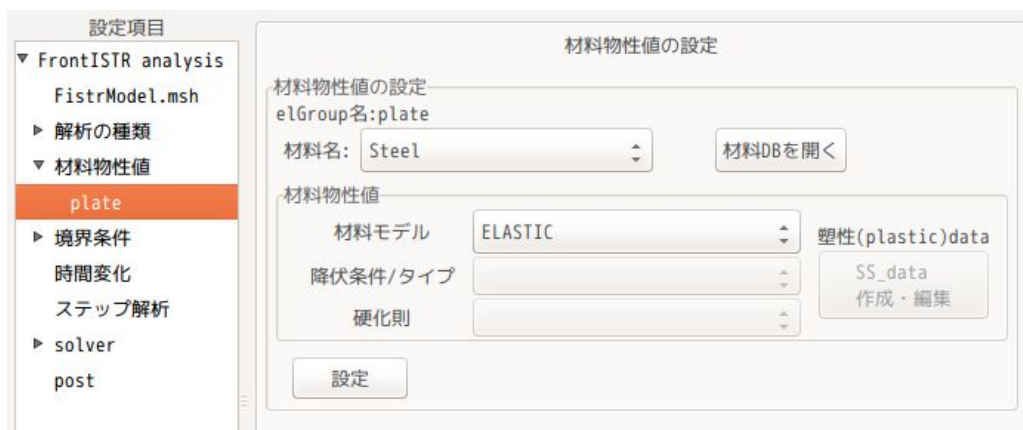 設定項目
FrontISTR analysis
FistrModel.msh
解析の種類
材料物性値
plate
境界条件
時間変化
ステップ解析
solver
post
材料物性値の設定
材料物性値の設定
elGroup名:plate
材料名: Steel 材料DBを開く
材料物性値
材料モデル ELASTIC 塑性(plastic)data
降伏条件/タイプ SS_data
作成・編集
硬化則
設定